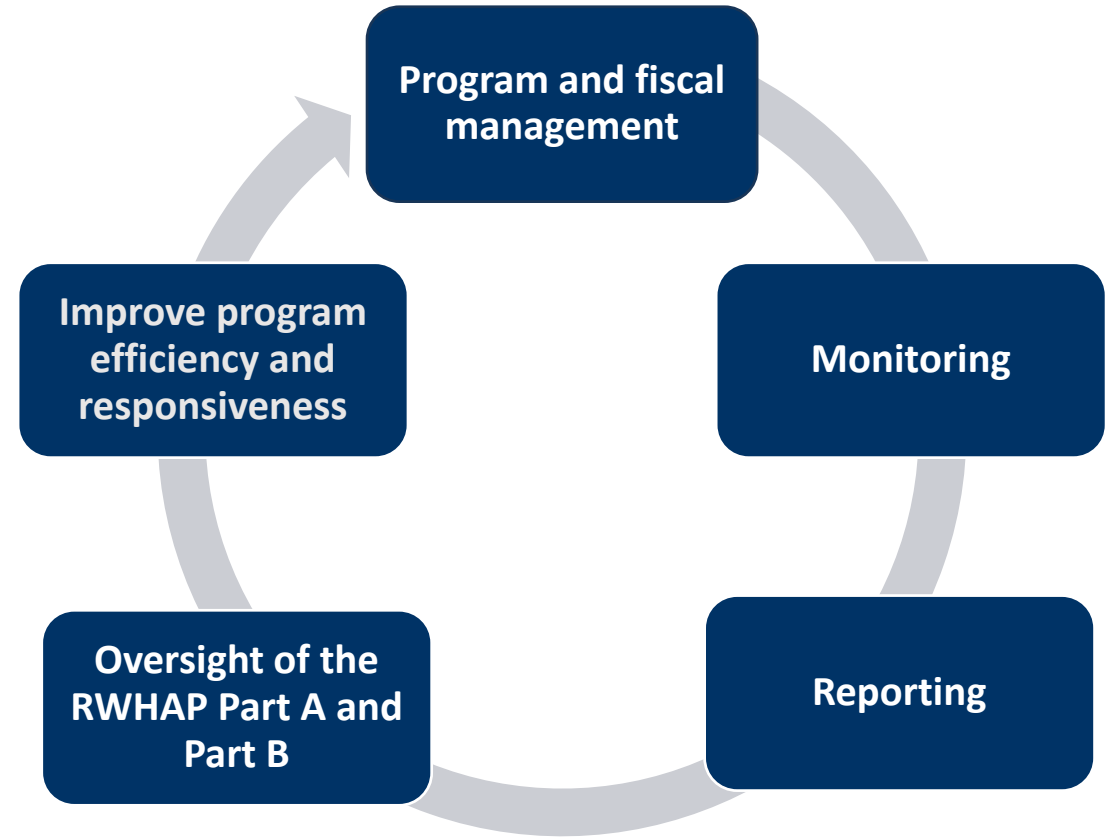 Program and fiscal
management
Monitoring
Reporting
Oversight of the
RWHAP Part A and
Part B
Improve program
efficiency and
responsiveness